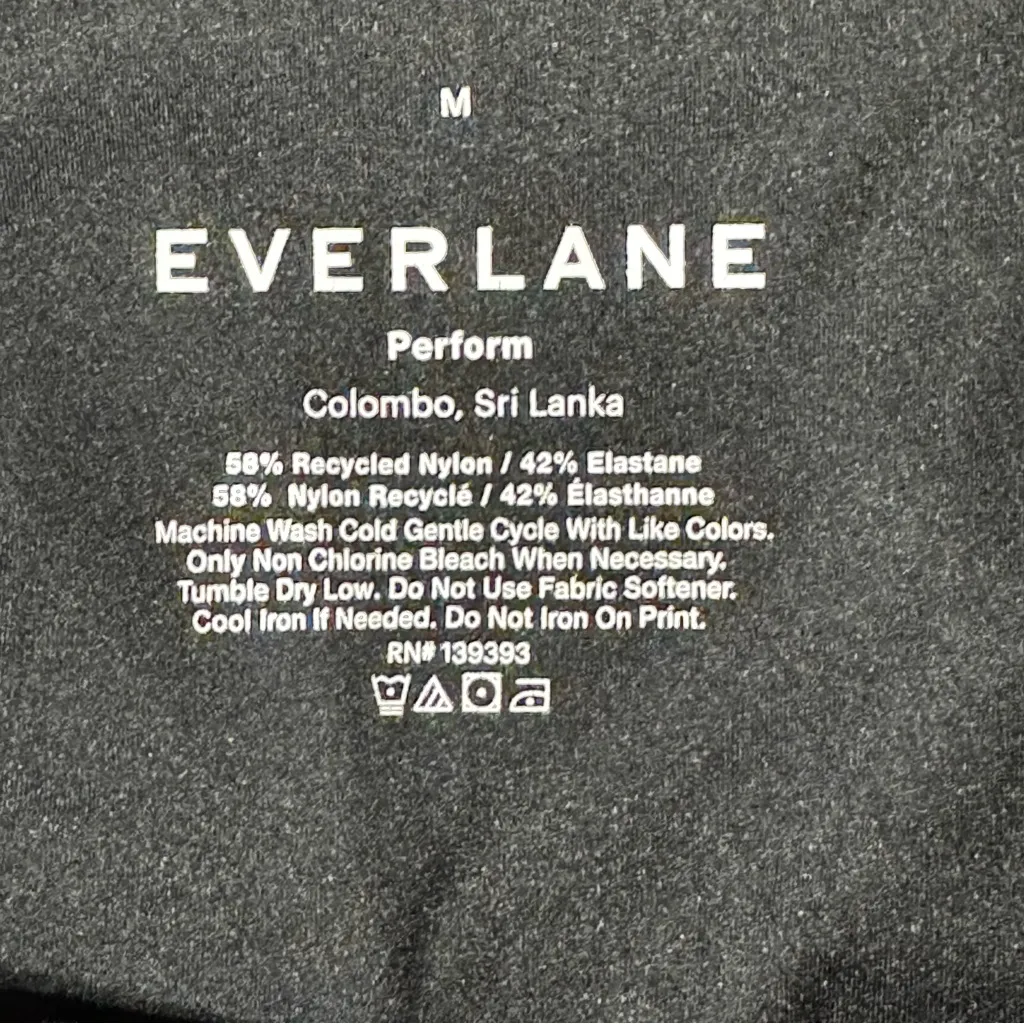 M
EVERLANE
Perform
Colombo, Sri Lanka
58% Recycled Nylon / 42% Elastane
58% Nylon Recyclé / 42% Élasthanne
Machine Wash Cold Gentle Cycle With Like Colors.
Only Non Chlorine Bleach When Necessary.
Tumble Dry Low. Do Not Use Fabric Softener.
Cool Iron If Needed. Do Not Iron On Print.
RN# 139393